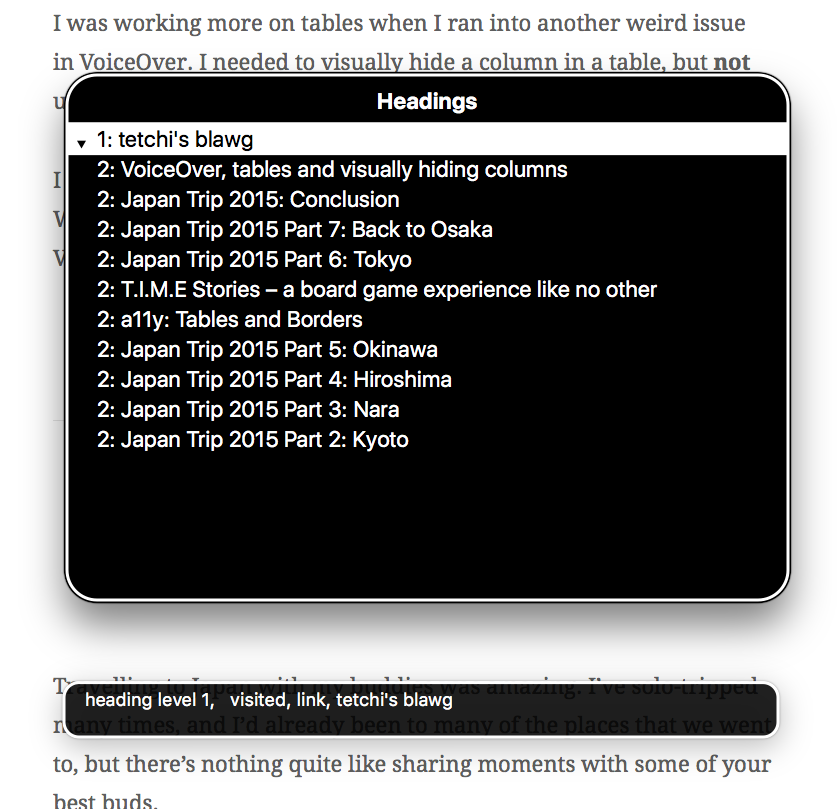 I was working more on tables when I ran into another weird issue
in VoiceOver. I needed to visually hide a column in a table, but not
u
I
W
V
Headings
1: tetchi's blawg
2: VoiceOver, tables and visually hiding columns
2: Japan Trip 2015: Conclusion
2: Japan Trip 2015 Part 7: Back to Osaka
2: Japan Trip 2015 Part 6: Tokyo
2: T.I.M.E Stories – a board game experience like no other
2: a11y: Tables and Borders
2: Japan Trip 2015 Part 5: Okinawa
2: Japan Trip 2015 Part 4: Hiroshima
2: Japan Trip 2015 Part 3: Nara
2: Japan Trip 2015 Part 2: Kyoto
Travelling to Japan with my buddies was amazing. I've solo-tripped
heading level 1, visited, link, tetchi's blawg
many times, and I'd already been to many of the places that we went
to, but there's nothing quite like sharing moments with some of your
best buds.